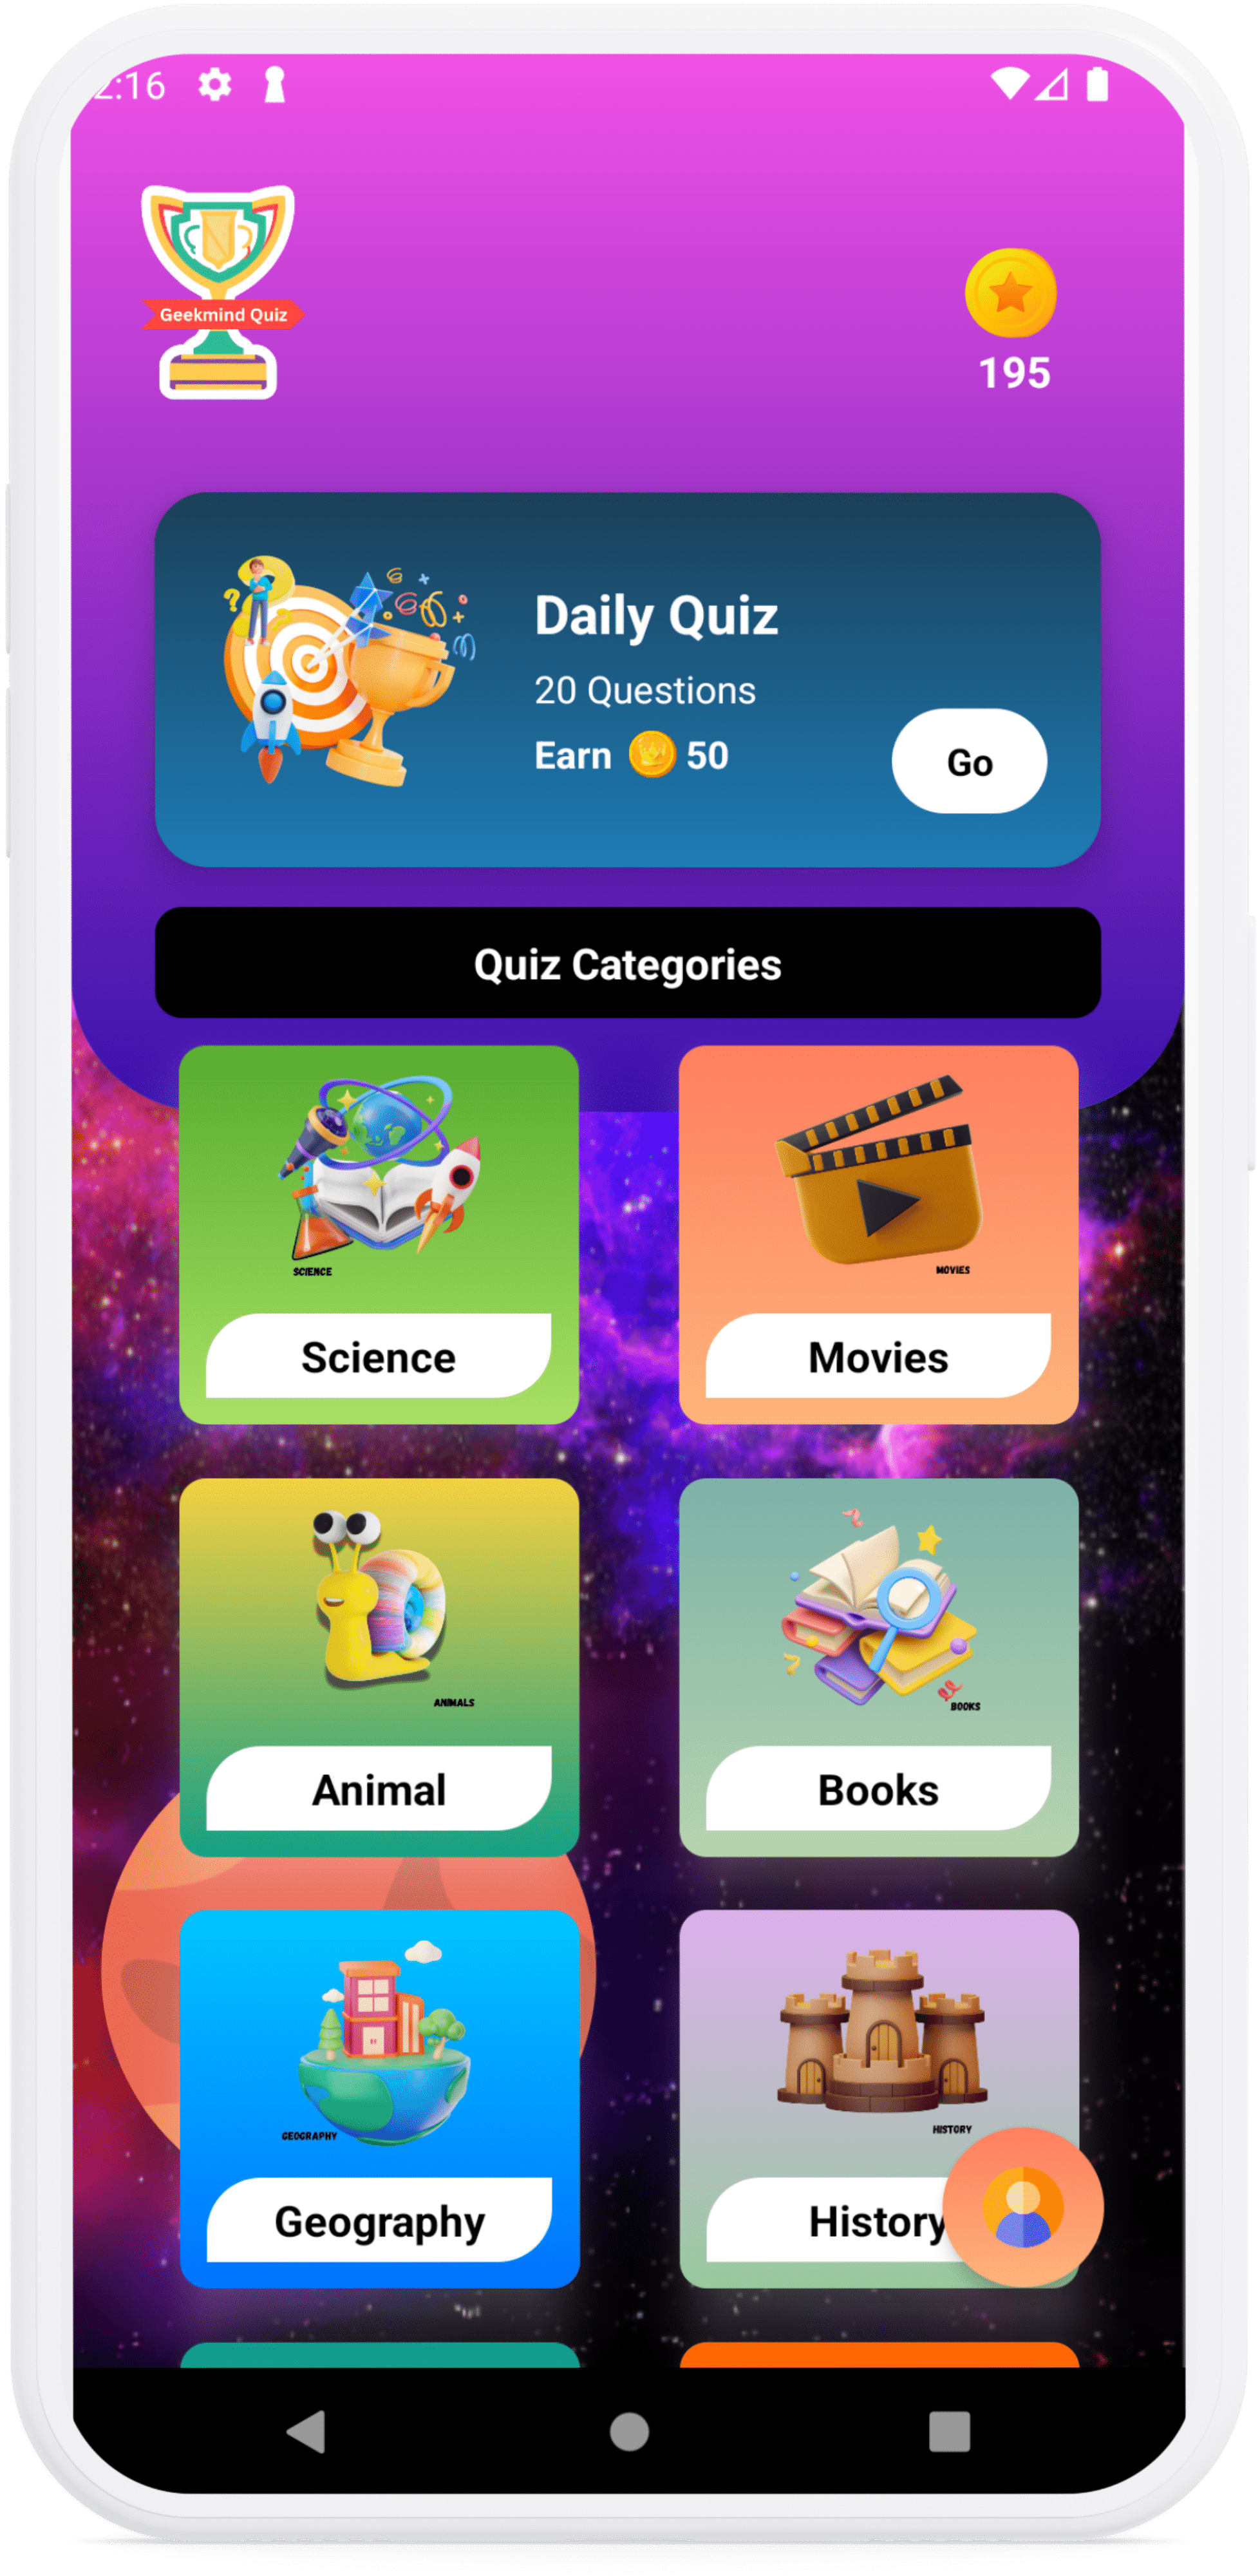 :16
Geekmind Quiz
195
Daily Quiz
20 Questions
Earn 50
Go
Quiz Categories
SCIENCE
MOVIES
Science
Movies
ANIMALS
BOOKS
Animal
Books
GEOGRAPHY
HISTORY
Geography
History